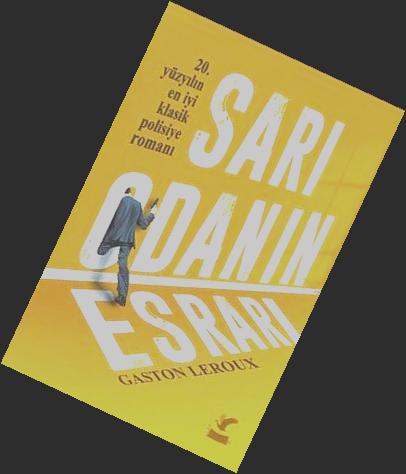 20.
yüzyılın
en iyi
klasik
polisiye
romanı
SARI
ODANIN
ESRARI
GASTON LEROUX